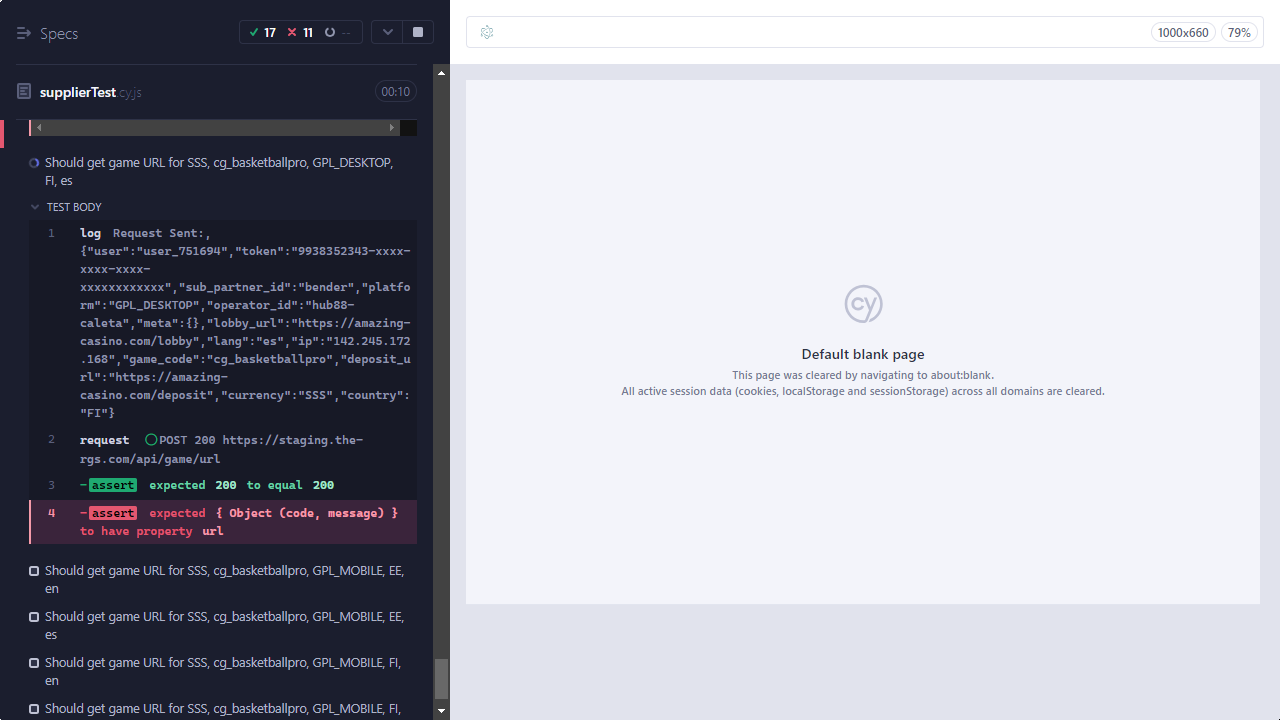 Specs
17 11 --
1000x660 79%
supplierTest.cy.js 00:10
Should get game URL for SSS, cg_basketballpro, GPL_DESKTOP,
FI, es
TEST BODY
1 log Request Sent:,
{"user":"user_751694","token":"9938352343-xxxx-
xxxx-xxxx-
xxxxxxxxxxxx","sub_partner_id":"bender","platfo
rm":"GPL_DESKTOP","operator_id":"hub88-
caleta","meta":{},"lobby_url":"https://amazing-
casino.com/lobby","lang":"es","ip":"142.245.172
.168","game_code":"cg_basketballpro","deposit_u
rl":"https://amazing-
casino.com/deposit","currency":"SSS","country":
"FI"}
2 request POST 200 https://staging.the-
rgs.com/api/game/url
3 -assert expected 200 to equal 200
4 -assert expected { Object (code, message) }
to have property url
Should get game URL for SSS, cg_basketballpro, GPL_MOBILE, EE,
en
Should get game URL for SSS, cg_basketballpro, GPL_MOBILE, EE,
es
Should get game URL for SSS, cg_basketballpro, GPL_MOBILE, FI,
en
Should get game URL for SSS, cg_basketballpro, GPL_MOBILE, FI,
cy
Default blank page
This page was cleared by navigating to about:blank.
All active session data (cookies, localStorage and sessionStorage) across all domains are cleared.